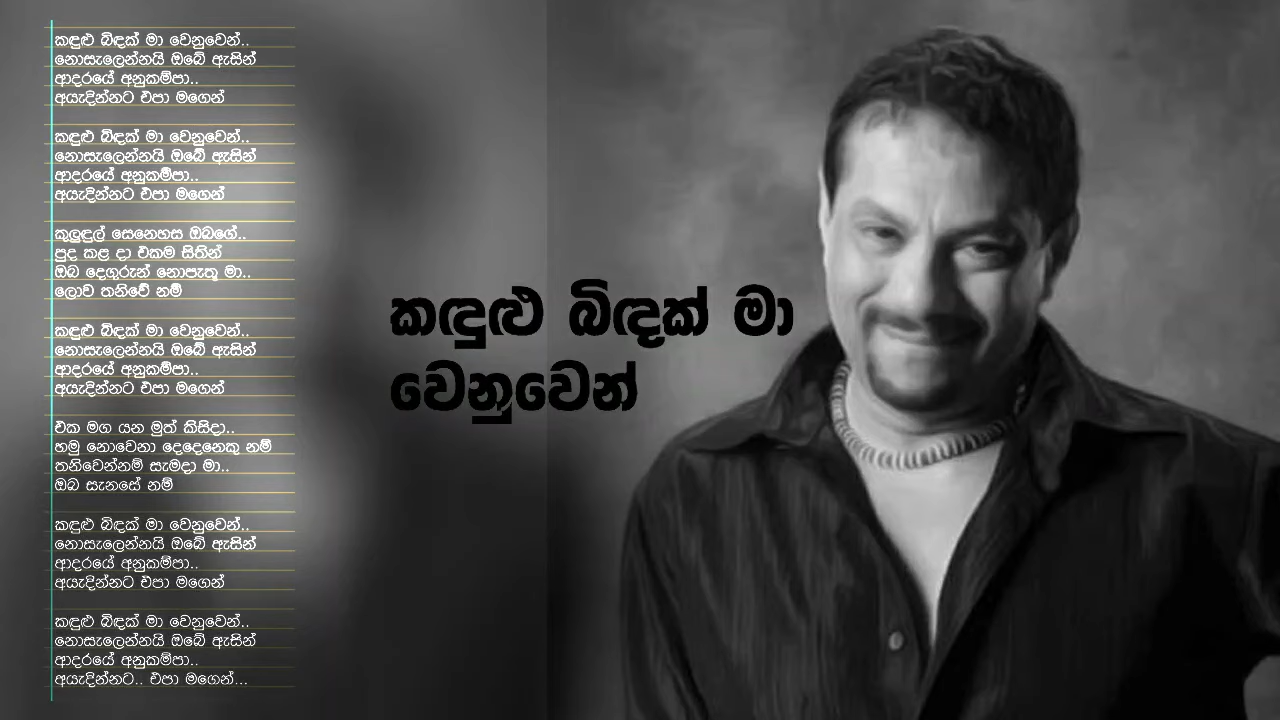 කඳුළු බිඳක් මා වෙනුවෙන්..
නොසැලෙන්නයි ඔබේ ඇසින්
ආදරයේ අනුකම්පා..
අයැදින්නට එපා මගෙන්
කඳුළු බිඳක් මා වෙනුවෙන්..
නොසැලෙන්නයි ඔබේ ඇසින්
ආදරයේ අනුකම්පා..
අයැදින්නට එපා මගෙන්
කුලුඳුල් සෙනෙහස ඔබගේ..
පුද කළ දා එකම සිතින්
ඔබ දෙගුරුන් නොපැතූ මා..
ලොව තනිවේ නම්
කඳුළු බිඳක් මා වෙනුවෙන්..
නොසැලෙන්නයි ඔබේ ඇසින්
ආදරයේ අනුකම්පා..
අයැදින්නට එපා මගෙන්
එක මග යන මුත් කිසිදා..
හමු නොවෙනා දෙදෙනෙකු නම්
තනිවෙන්නම් සැමදා මා..
ඔබ සැනසේ නම්
කඳුළු බිඳක් මා වෙනුවෙන්..
නොසැලෙන්නයි ඔබේ ඇසින්
ආදරයේ අනුකම්පා..
අයැදින්නට එපා මගෙන්
කඳුළු බිඳක් මා වෙනුවෙන්..
නොසැලෙන්නයි ඔබේ ඇසින්
ආදරයේ අනුකම්පා..
අයැදින්නට.. එපා මගෙන්...
කඳුළු බිඳක් මා
වෙනුවෙන්